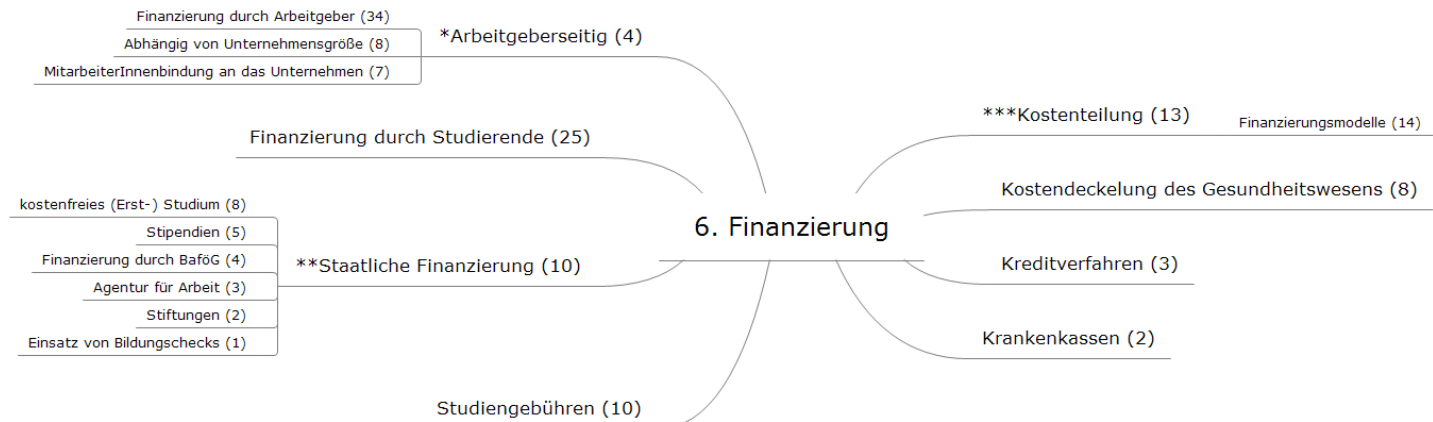 6. Finanzierung
*Arbeitgeberseitig (4)
Finanzierung durch Arbeitgeber (34)
Abhängig von Unternehmensgröße (8)
MitarbeiterInnenbindung an das Unternehmen (7)
Finanzierung durch Studierende (25)
**Staatliche Finanzierung (10)
kostenfreies (Erst-) Studium (8)
Stipendien (5)
Finanzierung durch BaföG (4)
Agentur für Arbeit (3)
Stiftungen (2)
Einsatz von Bildungschecks (1)
Studiengebühren (10)
***Kostenteilung (13)
Finanzierungsmodelle (14)
Kostendeckelung des Gesundheitswesens (8)
Kreditverfahren (3)
Krankenkassen (2)